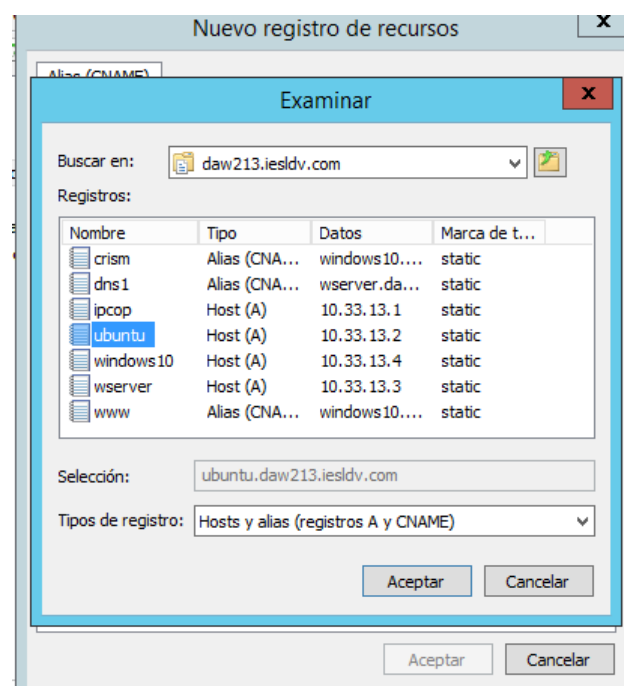 Nuevo registro de recursos
x
Alias (CNAME)
Examinar
x
Buscar en: daw213.iesldv.com
Registros:
Nombre Tipo Datos Marca de t...
crism Alias (CNA... windows10.... static
dns1 Alias (CNA... wserver.da... static
ipcop Host (A) 10.33.13.1 static
ubuntu Host (A) 10.33.13.2 static
windows10 Host (A) 10.33.13.4 static
wserver Host (A) 10.33.13.3 static
www Alias (CNA... windows10.... static
Selección: ubuntu.daw213.iesldv.com
Tipos de registro: Hosts y alias (registros A y CNAME)
Aceptar Cancelar
Aceptar Cancelar